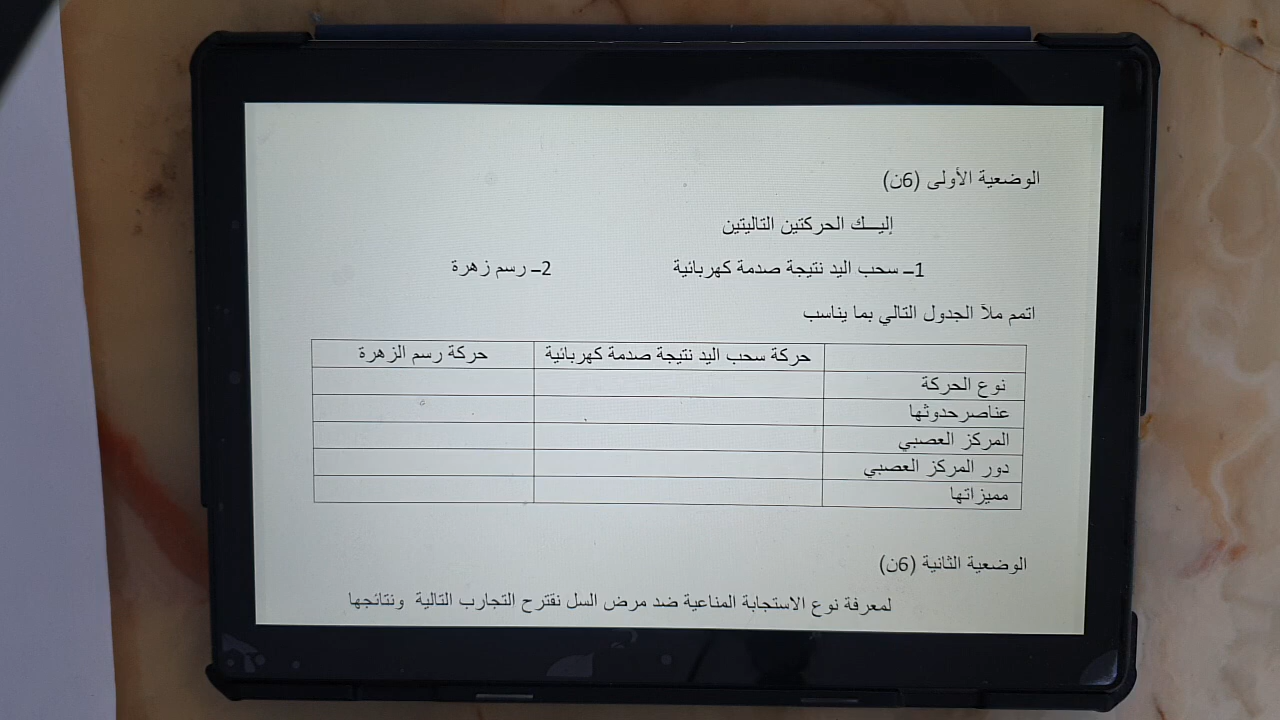 الوضعية الأولى (6ن)
إليـــك الحركتين التاليتين
1– سحب اليد نتيجة صدمة كهربائية 2– رسم زهرة
اتمم ملآ الجدول التالي بما يناسب
حركة سحب اليد نتيجة صدمة كهربائية حركة رسم الزهرة
نوع الحركة
عناصرحدوثها
المركز العصبي
دور المركز العصبي
مميزاتها
الوضعية الثانية (6ن)
لمعرفة نوع الاستجابة المناعية ضد مرض السل نقترح التجارب التالية ونتائجها